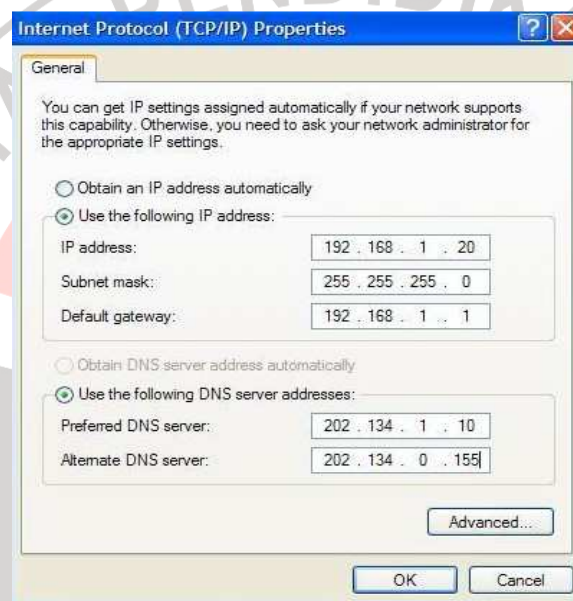 Internet Protocol (TCP/IP) Properties
General
You can get IP settings assigned automatically if your network supports
this capability. Otherwise, you need to ask your network administrator for
the appropriate IP settings.
Obtain an IP address automatically
Use the following IP address:
IP address: 192 . 168 . 1 . 20
Subnet mask: 255 . 255 . 255 . 0
Default gateway: 192 . 168 . 1 . 1
Obtain DNS server address automatically
Use the following DNS server addresses:
Preferred DNS server: 202 . 134 . 1 . 10
Alternate DNS server: 202 . 134 . 0 . 155
Advanced...
OK Cancel